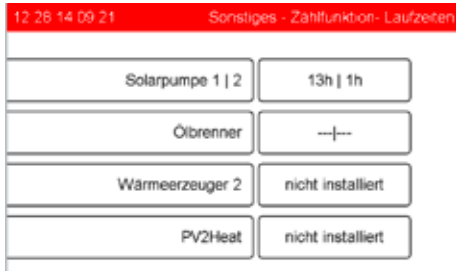 12 28 14 09 21 Sonstiges - Zählfunktion- Laufzeiten
Solarpumpe 1 | 2 13h | 1h
Ölbrenner ---|---
Wärmeerzeuger 2 nicht installiert
PV2Heat nicht installiert